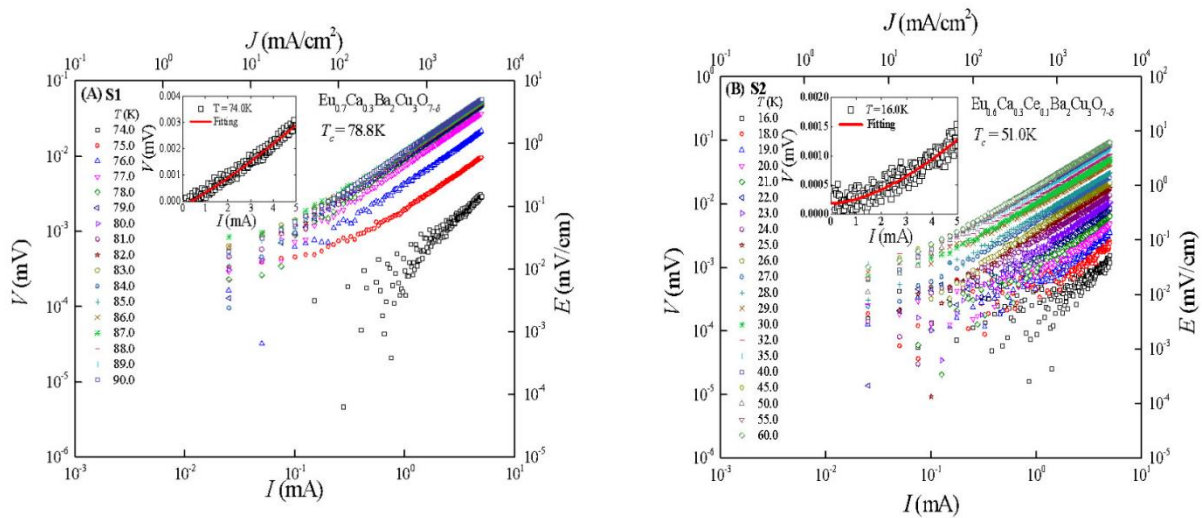 J (mA/cm²)
10⁻¹ 10⁰ 10¹ 10² 10³
10⁻¹
10⁻²
10⁻³
10⁻⁴
10⁻⁵
10⁻⁶
V (mV)
(A) S1
T (K)
74.0
75.0
76.0
77.0
78.0
79.0
80.0
81.0
82.0
83.0
84.0
85.0
86.0
87.0
88.0
89.0
90.0
0.004
0.003
0.002
0.001
0.000
V (mV)
T = 74.0K
Fitting
0 1 2 3 4 5
I (mA)
Eu₀.₇Ca₀.₃Ba₂Cu₃O₇₋δ
T_c = 78.8K
10¹
10⁰
10⁻¹
10⁻²
10⁻³
10⁻⁴
10⁻⁵
E (mV/cm)
10⁻³ 10⁻² 10⁻¹ 10⁰ 10¹
I (mA)
J (mA/cm²)
10⁻¹ 10⁰ 10¹ 10² 10³
10⁰
10⁻¹
10⁻²
10⁻³
10⁻⁴
10⁻⁵
10⁻⁶
V (mV)
(B) S2
T (K)
16.0
18.0
19.0
20.0
21.0
22.0
23.0
24.0
25.0
26.0
27.0
28.0
29.0
30.0
32.0
35.0
40.0
45.0
50.0
55.0
60.0
0.0020
0.0015
0.0010
0.0005
0.0000
V (mV)
T = 16.0K
Fitting
0 1 2 3 4 5
I (mA)
Eu₀.₆Ca₀.₃Ce₀.₁Ba₂Cu₃O₇₋δ
T_c = 51.0K
10²
10¹
10⁰
10⁻¹
10⁻²
10⁻³
10⁻⁴
E (mV/cm)
10⁻³ 10⁻² 10⁻¹ 10⁰ 10¹
I (mA)